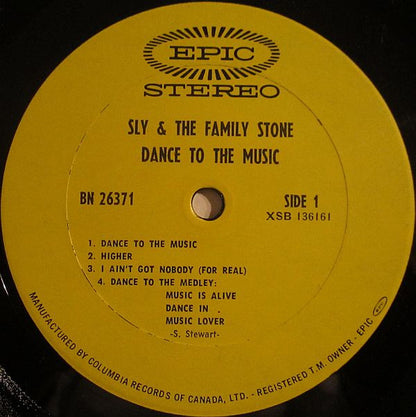 EPIC
STEREO
SLY & THE FAMILY STONE
DANCE TO THE MUSIC
BN 26371
SIDE 1
XSB 136161
1. DANCE TO THE MUSIC
2. HIGHER
3. I AIN'T GOT NOBODY (FOR REAL)
4. DANCE TO THE MEDLEY:
MUSIC IS ALIVE
DANCE IN
MUSIC LOVER
-S. Stewart-
MANUFACTURED BY COLUMBIA RECORDS OF CANADA, LTD. - REGISTERED T.M. OWNER - EPIC